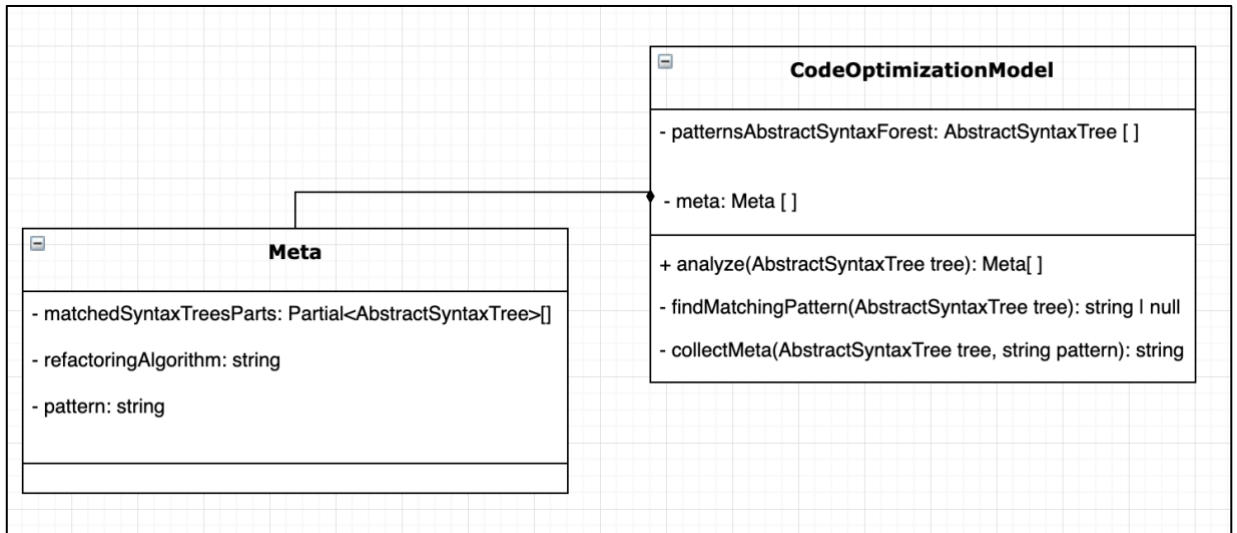 CodeOptimizationModel
- patternsAbstractSyntaxForest: AbstractSyntaxTree [ ]
- meta: Meta [ ]
+ analyze(AbstractSyntaxTree tree): Meta[ ]
- findMatchingPattern(AbstractSyntaxTree tree): string | null
- collectMeta(AbstractSyntaxTree tree, string pattern): string
Meta
- matchedSyntaxTreesParts: Partial<AbstractSyntaxTree>[]
- refactoringAlgorithm: string
- pattern: string